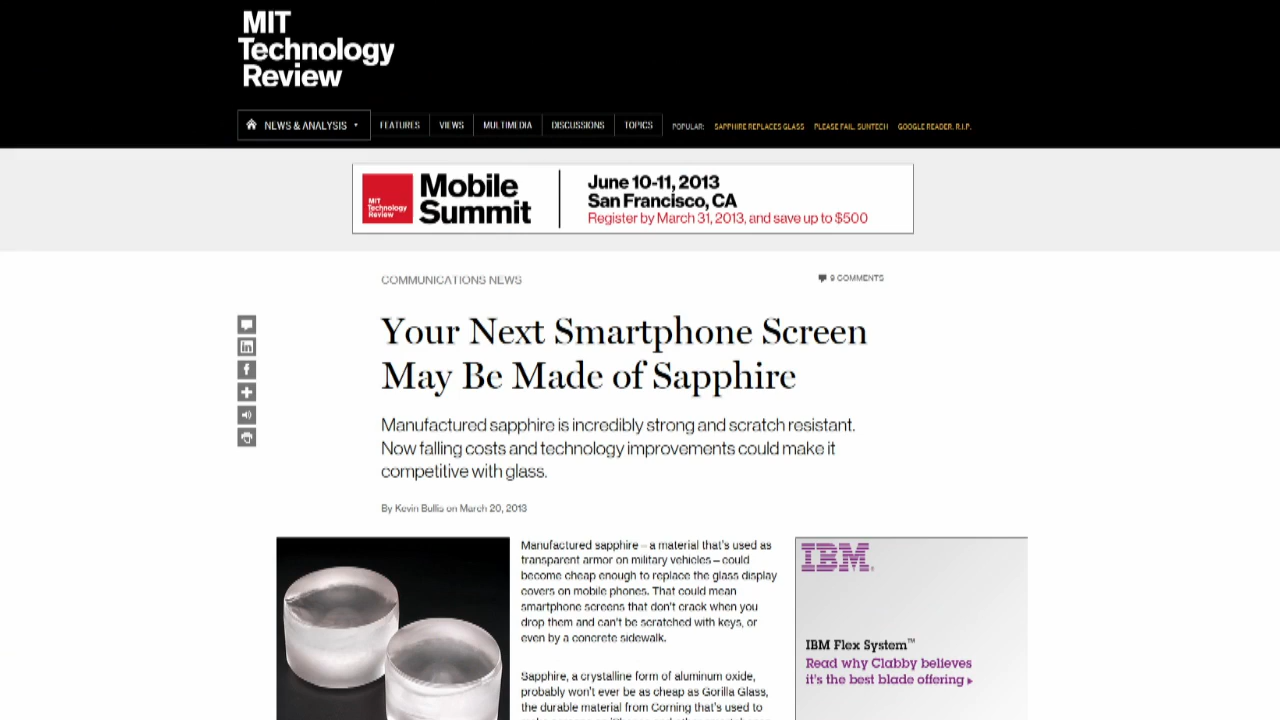 MIT
Technology
Review
NEWS & ANALYSIS
FEATURES
VIEWS
MULTIMEDIA
DISCUSSIONS
TOPICS
POPULAR:
SAPPHIRE REPLACES GLASS
PLEASE FAIL, SUNTECH
GOOGLE READER, R.I.P.
MIT
Technology
Review
Mobile
Summit
June 10-11, 2013
San Francisco, CA
Register by March 31, 2013, and save up to $500
COMMUNICATIONS NEWS
9 COMMENTS
Your Next Smartphone Screen
May Be Made of Sapphire
Manufactured sapphire is incredibly strong and scratch resistant.
Now falling costs and technology improvements could make it
competitive with glass.
By Kevin Bullis on March 20, 2013
Manufactured sapphire—a material that's used as
transparent armor on military vehicles—could
become cheap enough to replace the glass display
covers on mobile phones. That could mean
smartphone screens that don't crack when you
drop them and can't be scratched with keys, or
even by a concrete sidewalk.
Sapphire, a crystalline form of aluminum oxide,
probably won't ever be as cheap as Gorilla Glass,
the durable material from Corning that's used to
IBM
IBM Flex System™
Read why Clabby believes
it's the best blade offering